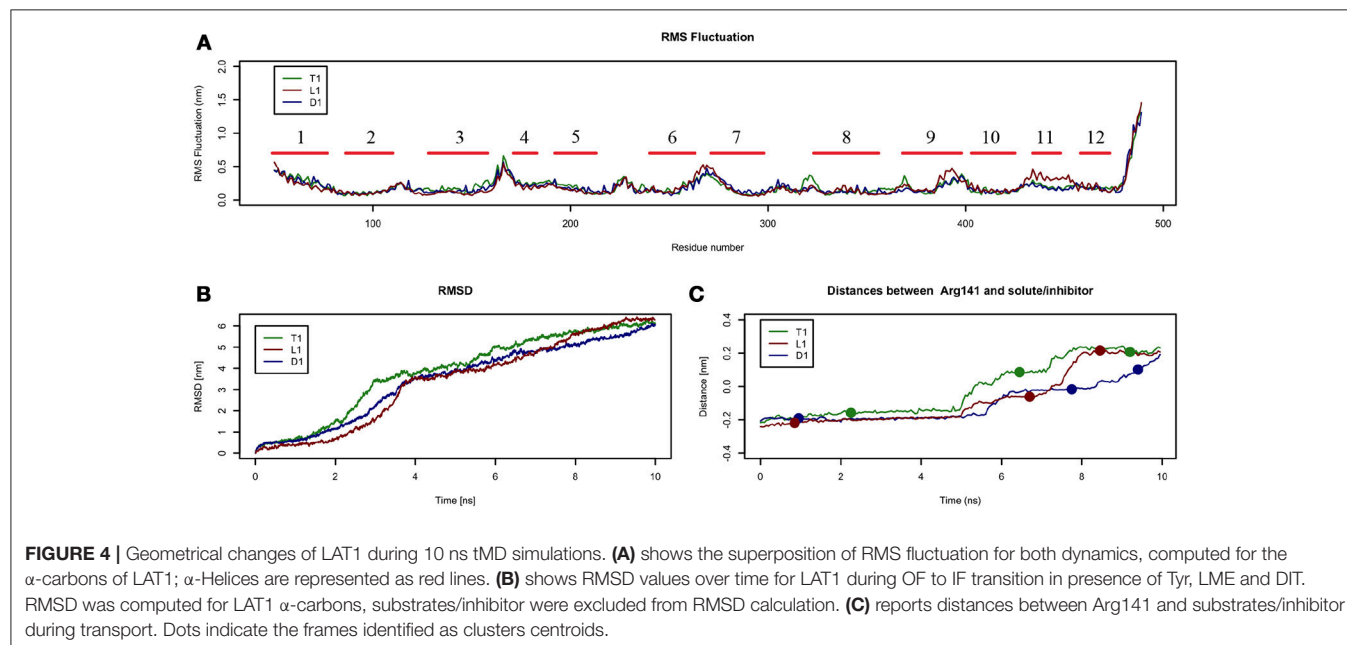 A
RMS Fluctuation
RMS Fluctuation (nm)
2.0
1.5
1.0
0.5
0.0
T1
L1
D1
1 2 3 4 5 6 7 8 9 10 11 12
100 200 300 400 500
Residue number
B
RMSD
RMSD [nm]
6
5
4
3
2
1
0
T1
L1
D1
0 2 4 6 8 10
Time [ns]
C
Distances between Arg141 and solute/inhibitor
Distance [nm]
0.4
0.2
0.0
-0.2
-0.4
T1
L1
D1
0 2 4 6 8 10
Time (ns)
FIGURE 4 | Geometrical changes of LAT1 during 10 ns tMD simulations. (A) shows the superposition of RMS fluctuation for both dynamics, computed for the
α-carbons of LAT1; α-Helices are represented as red lines. (B) shows RMSD values over time for LAT1 during OF to IF transition in presence of Tyr, LME and DIT.
RMSD was computed for LAT1 α-carbons, substrates/inhibitor were excluded from RMSD calculation. (C) reports distances between Arg141 and substrates/inhibitor
during transport. Dots indicate the frames identified as clusters centroids.